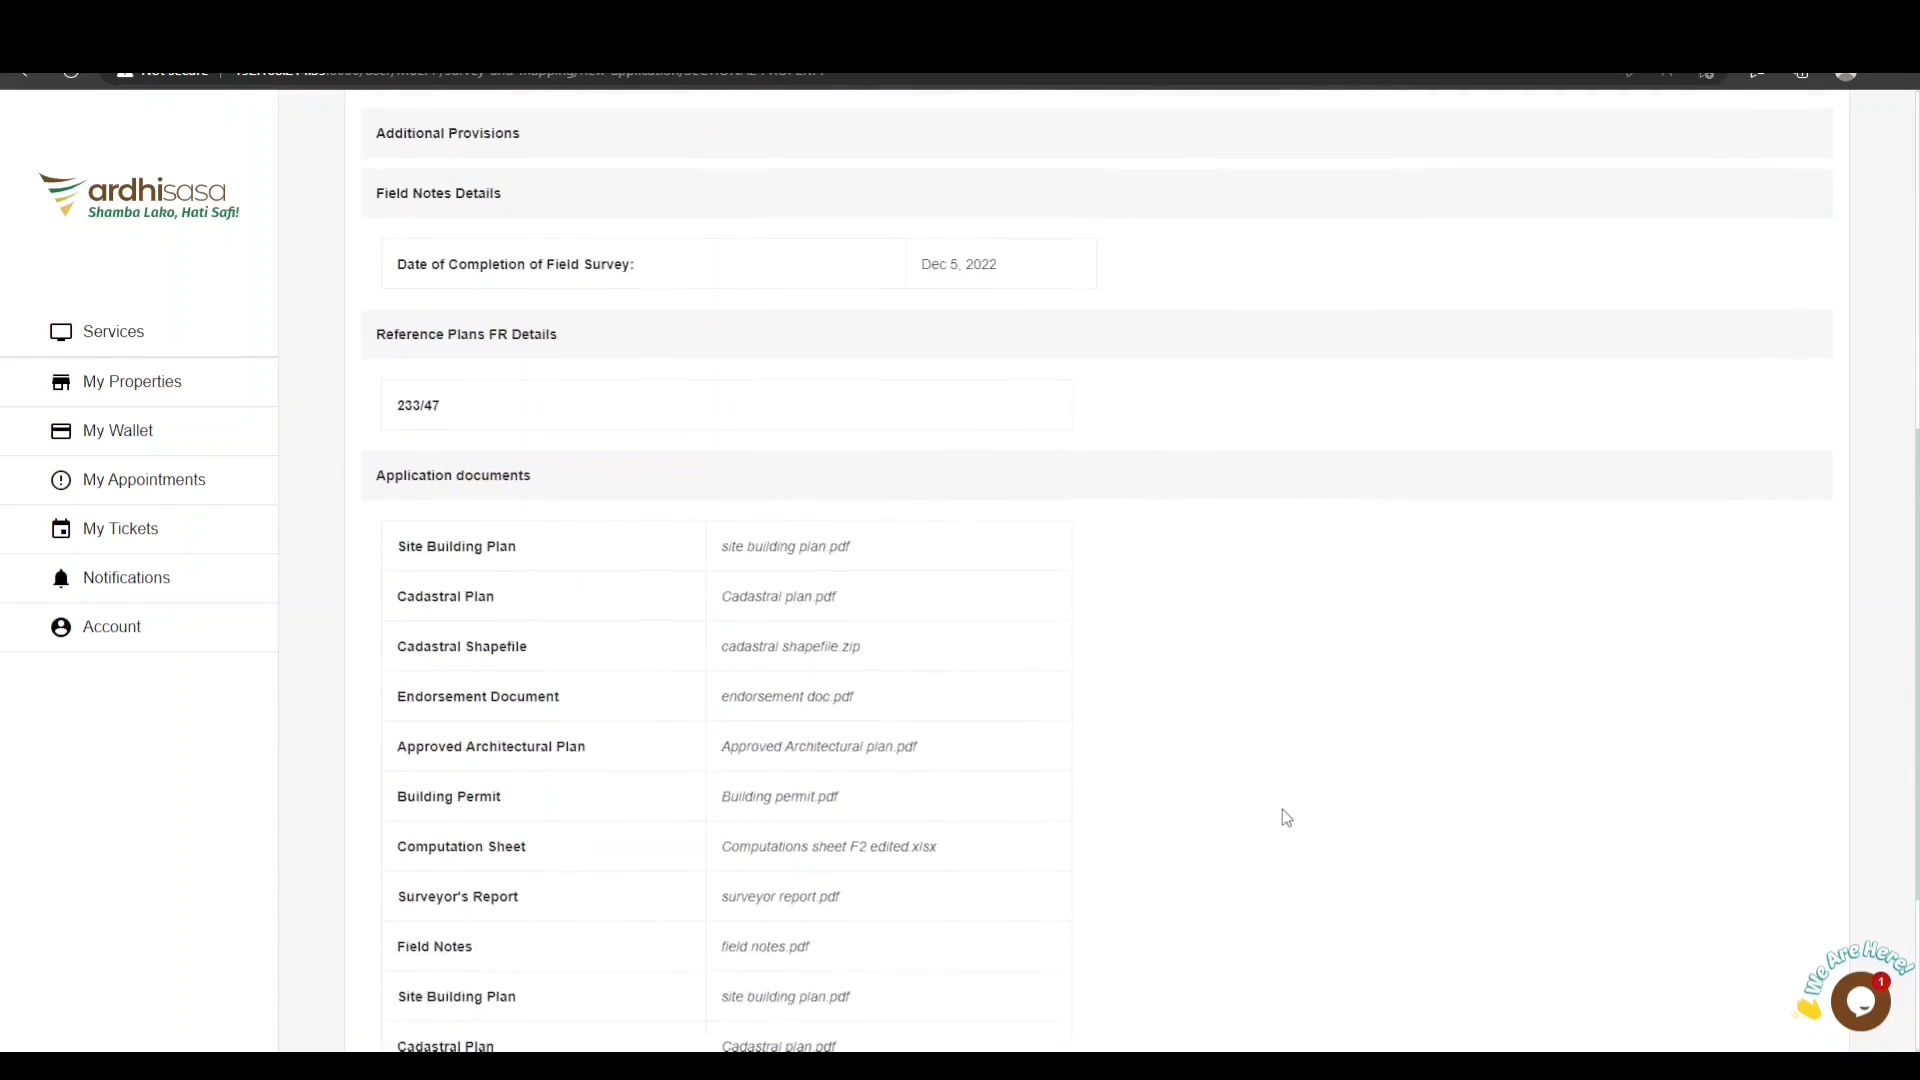 Not secure
Additional Provisions
ardhisasa
Shamba Lako, Hati Safi!
Field Notes Details
Date of Completion of Field Survey: Dec 5, 2022
Services
Reference Plans FR Details
My Properties
233/47
My Wallet
My Appointments
Application documents
My Tickets
Site Building Plan site building plan.pdf
Notifications
Cadastral Plan Cadastral plan.pdf
Account
Cadastral Shapefile cadastral shapefile.zip
Endorsement Document endorsement doc.pdf
Approved Architectural Plan Approved Architectural plan.pdf
Building Permit Building permit.pdf
Computation Sheet Computations sheet F2 edited.xlsx
Surveyor's Report surveyor report.pdf
Field Notes field notes.pdf
Site Building Plan site building plan.pdf
Cadastral Plan Cadastral plan.pdf
We Are Here!
1